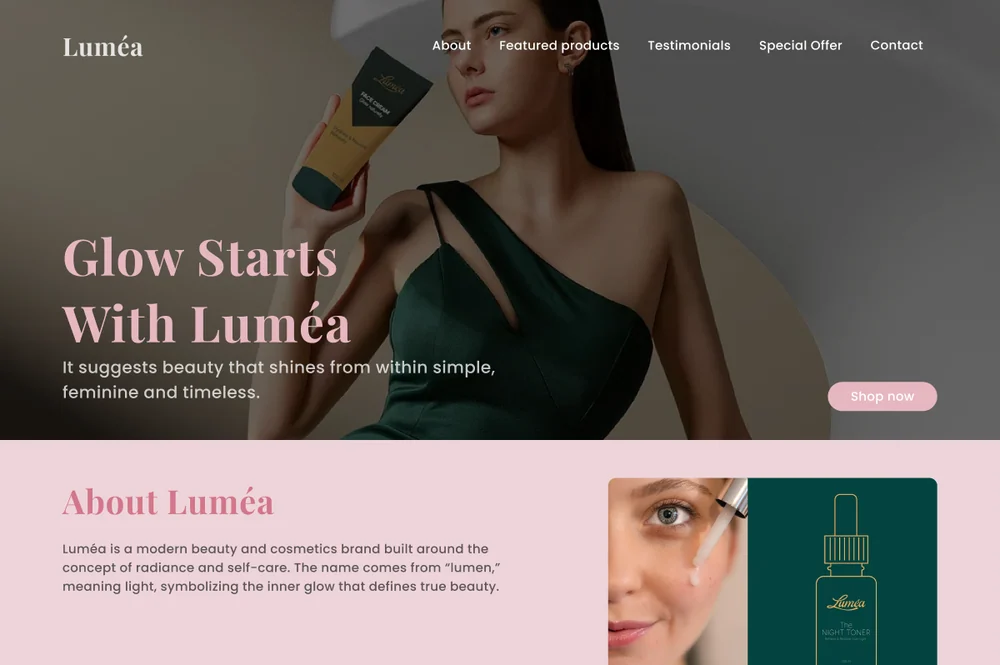 Luméa
About Featured products Testimonials Special Offer Contact
Luméa
FACE CREAM
Glow naturally
Glow Starts
With Luméa
It suggests beauty that shines from within simple,
feminine and timeless.
Shop now
About Luméa
Luméa is a modern beauty and cosmetics brand built around the
concept of radiance and self-care. The name comes from “lumen,”
meaning light, symbolizing the inner glow that defines true beauty.
Luméa
The
NIGHT TONER